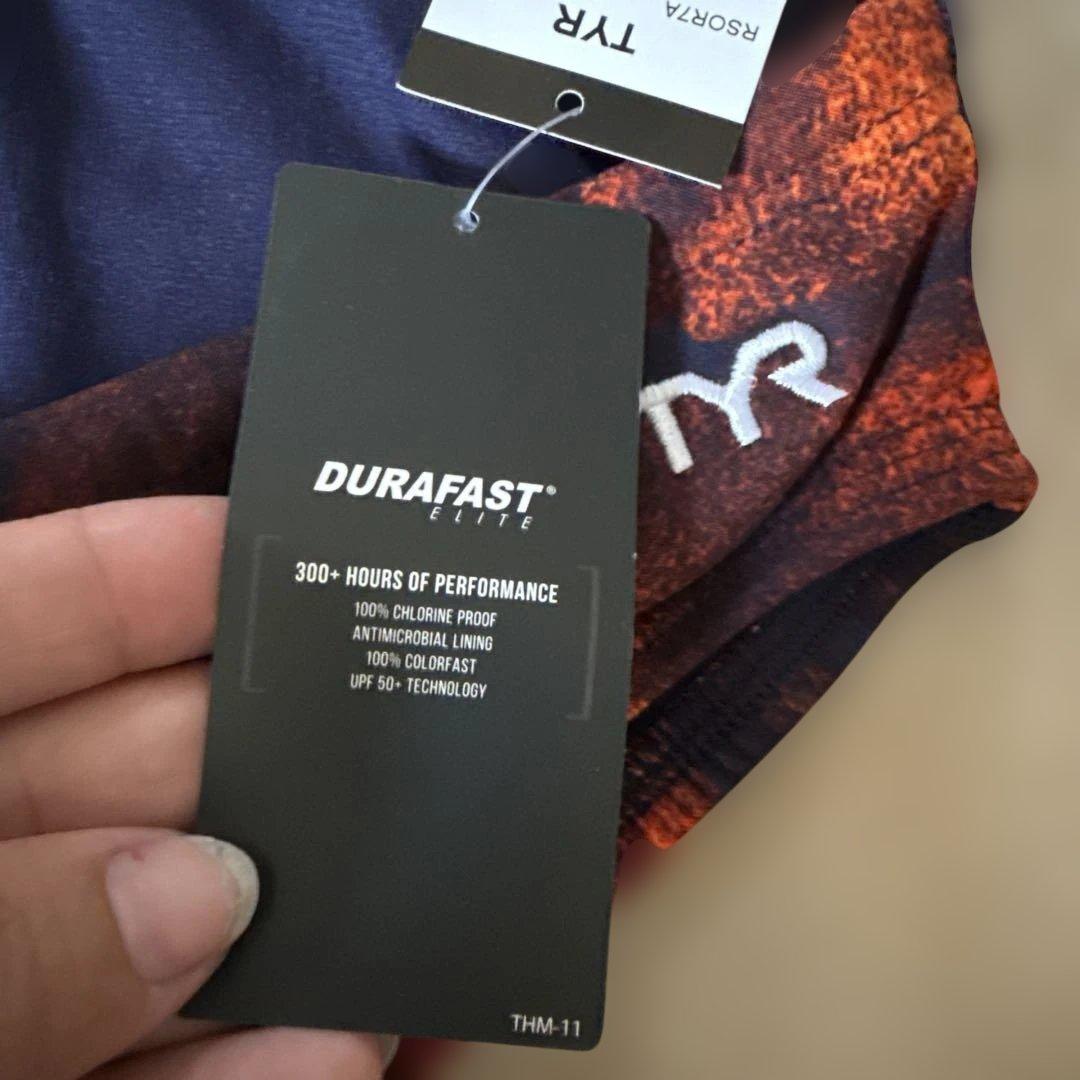 RSOR7A
TYR
TYR
DURAFAST®
ELITE
300+ HOURS OF PERFORMANCE
100% CHLORINE PROOF
ANTIMICROBIAL LINING
100% COLORFAST
UPF 50+ TECHNOLOGY
THM-11